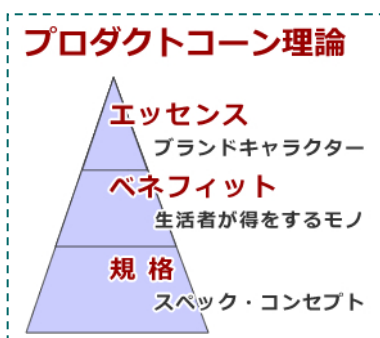 プロダクトコーン理論
エッセンス
ブランドキャラクター
ベネフィット
生活者が得をするモノ
規 格
スペック・コンセプト